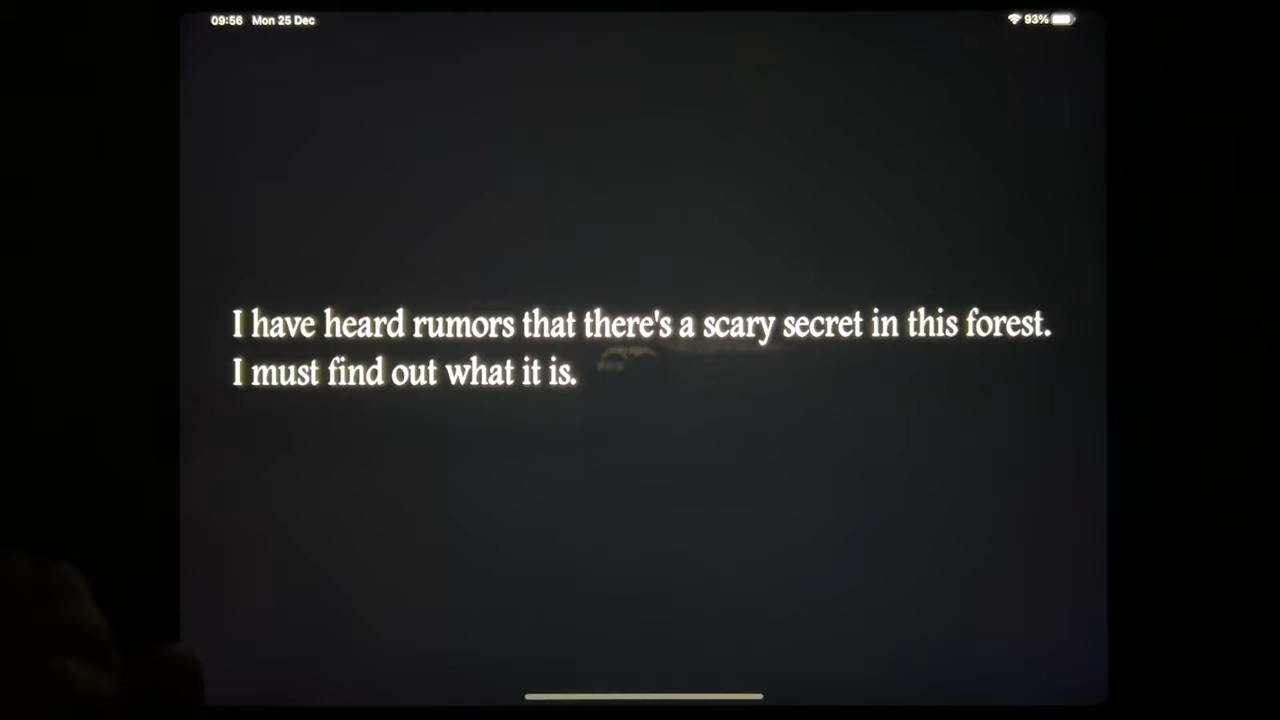 09:56 Mon 25 Dec 93%
I have heard rumors that there's a scary secret in this forest.
I must find out what it is.